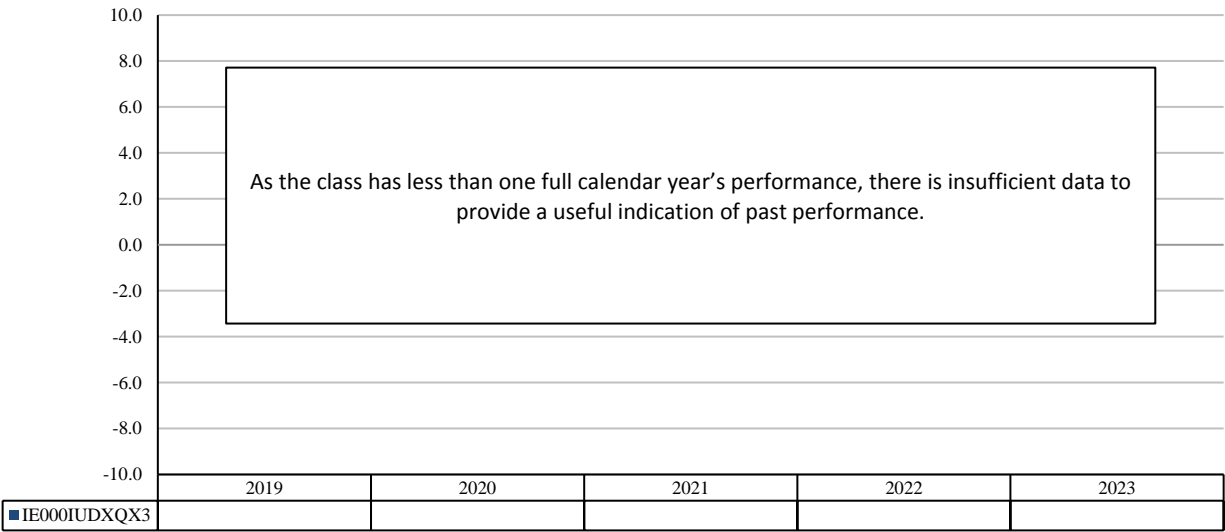 10.0
8.0
6.0
4.0
2.0
0.0
-2.0
-4.0
-6.0
-8.0
-10.0
As the class has less than one full calendar year’s performance, there is insufficient data to
provide a useful indication of past performance.
2019 2020 2021 2022 2023
IE000IUDXQX3